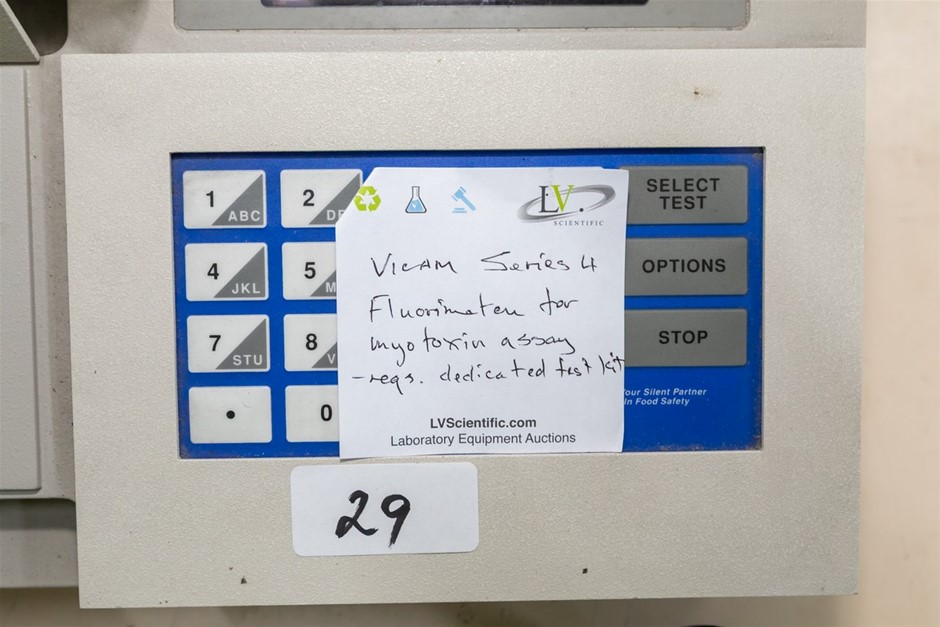 1 ABC
2 DE
SELECT TEST
LV.
SCIENTIFIC
4 JKL
5 M
OPTIONS
VICAM Series 4
Fluorimeter for
myotoxin assay
-reqs. dedicated test kit
7 STU
8 V
STOP
. 0
our Silent Partner
In Food Safety
LVScientific.com
Laboratory Equipment Auctions
29